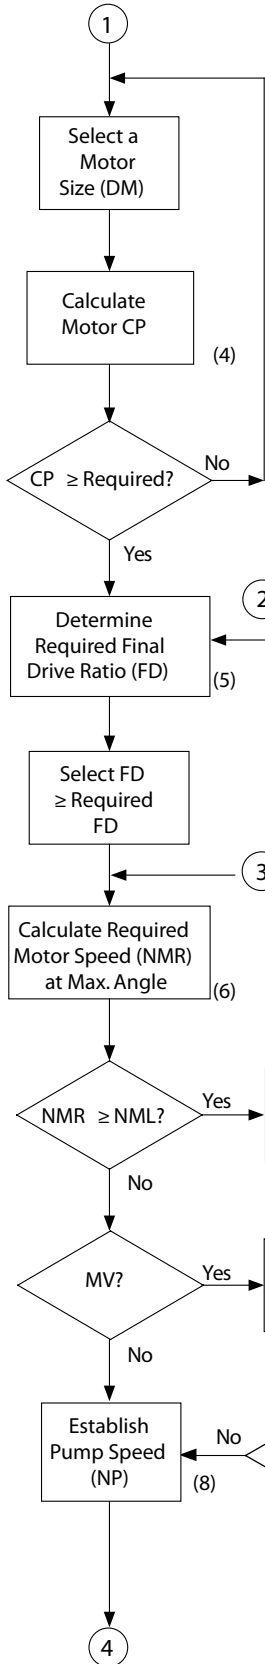 1
Select a
Motor
Size (DM)
Calculate
Motor CP
(4)
CP ≥ Required?
No
Yes
2
Determine
Required Final
Drive Ratio (FD)
(5)
Select FD
≥ Required
FD
3
Calculate Required
Motor Speed (NMR)
at Max. Angle
(6)
NMR ≥ NML?
Yes
No
MV?
Yes
No
Establish
Pump Speed
(NP)
No
(8)
4